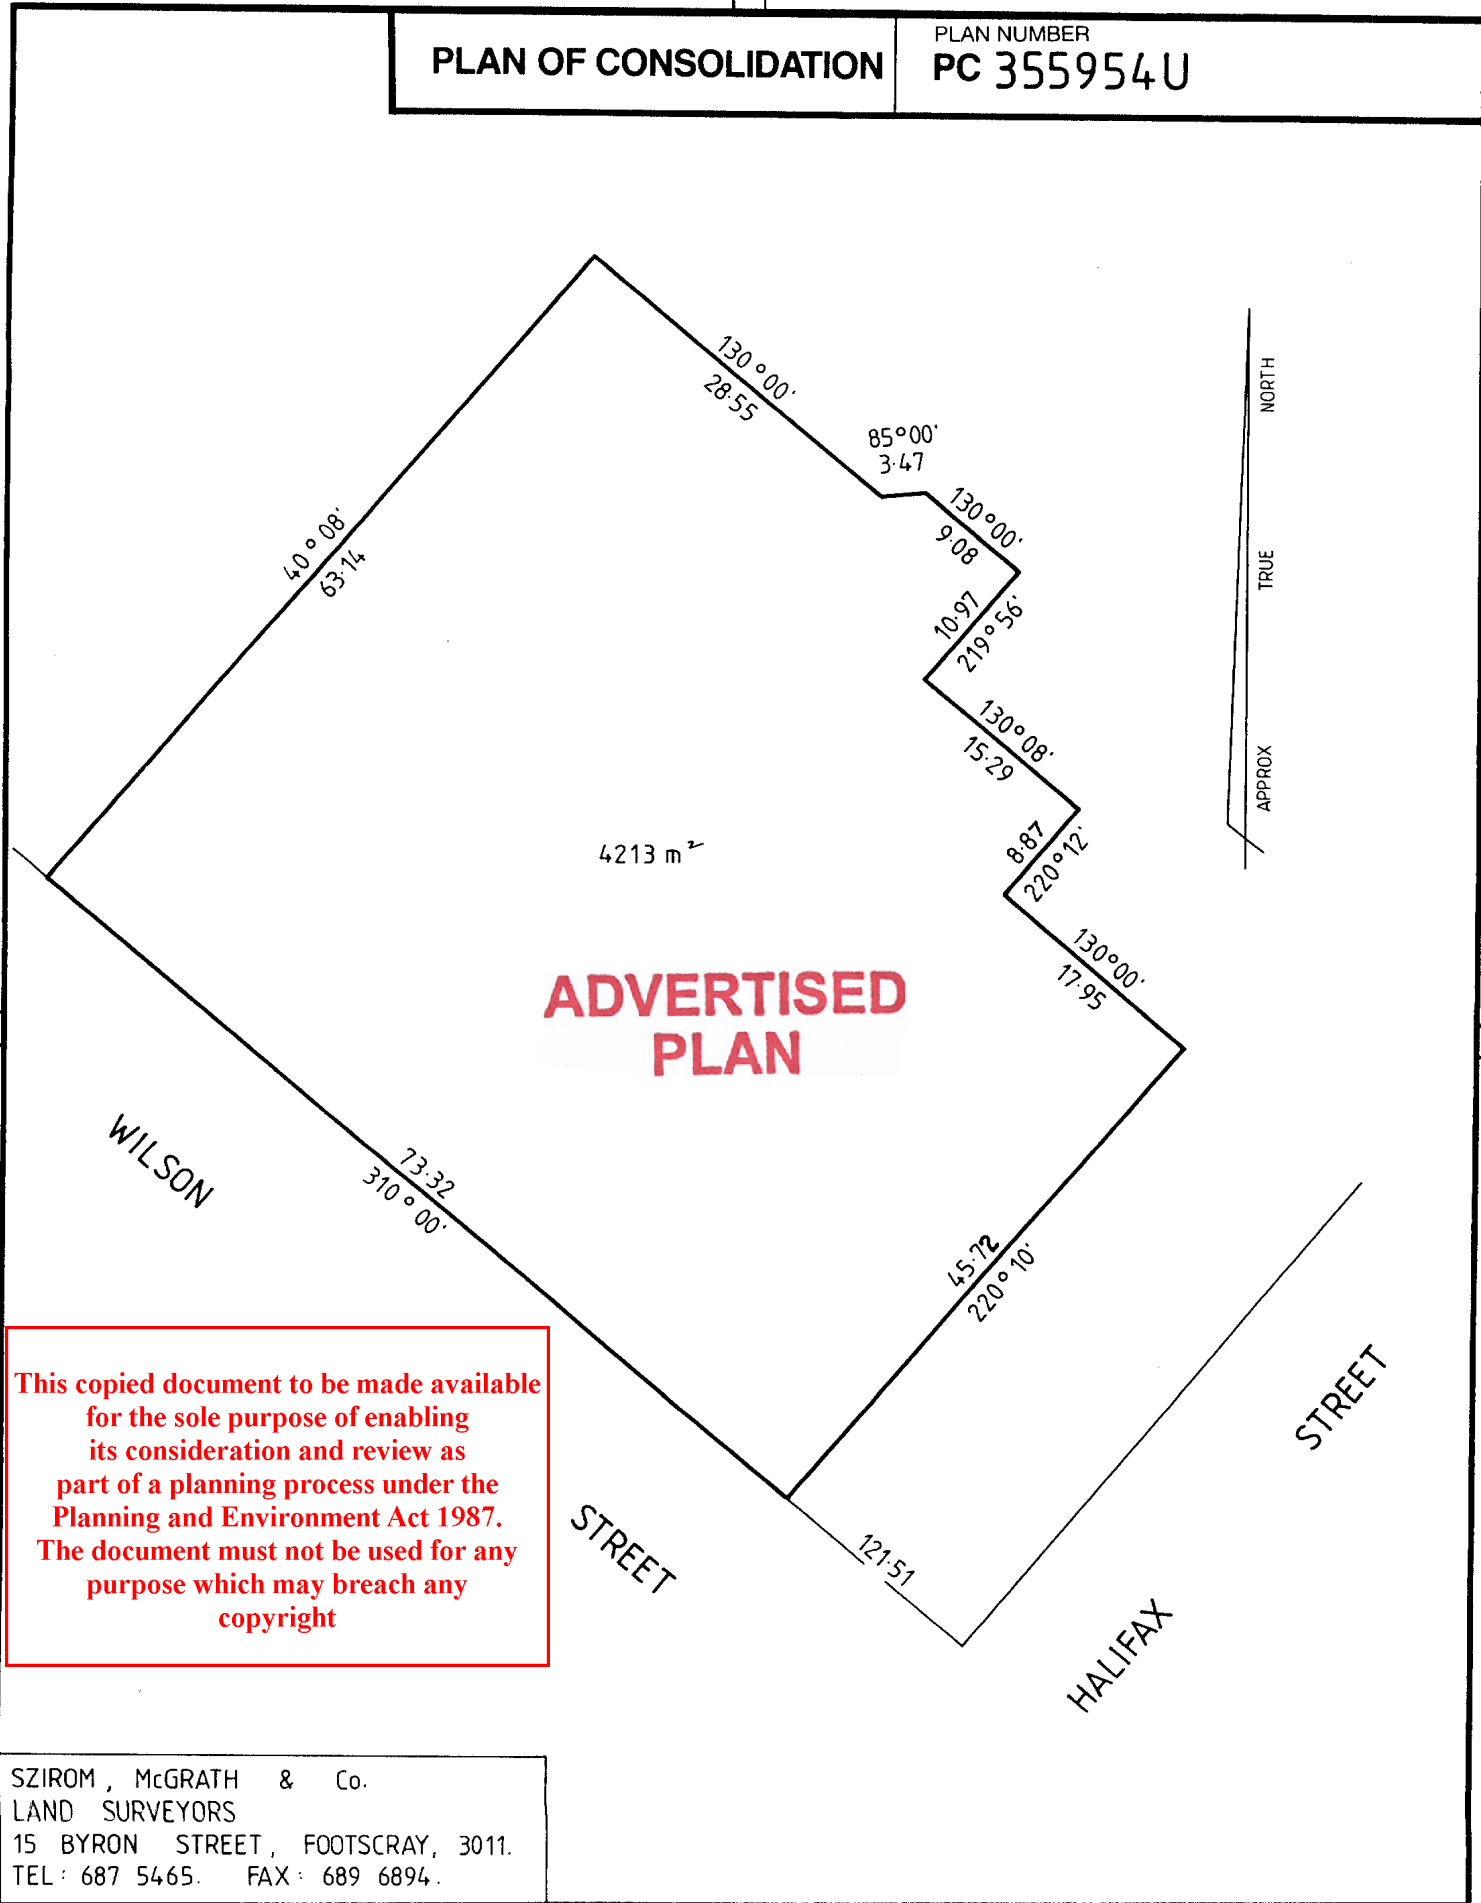 PLAN OF CONSOLIDATION
PLAN NUMBER
PC 355954U
130°00'
28·55
85°00'
3·47
130°00'
9·08
10·97
219°56'
130°08'
15·29
8·87
220°12'
130°00'
17·95
40°08'
63·14
NORTH
TRUE
APPROX
4213 m²
ADVERTISED
PLAN
WILSON
73·32
310°00'
45·72
220°10'
STREET
121·51
STREET
HALIFAX
This copied document to be made available
for the sole purpose of enabling
its consideration and review as
part of a planning process under the
Planning and Environment Act 1987.
The document must not be used for any
purpose which may breach any
copyright
SZIROM, McGRATH & Co.
LAND SURVEYORS
15 BYRON STREET, FOOTSCRAY, 3011.
TEL: 687 5465. FAX: 689 6894.